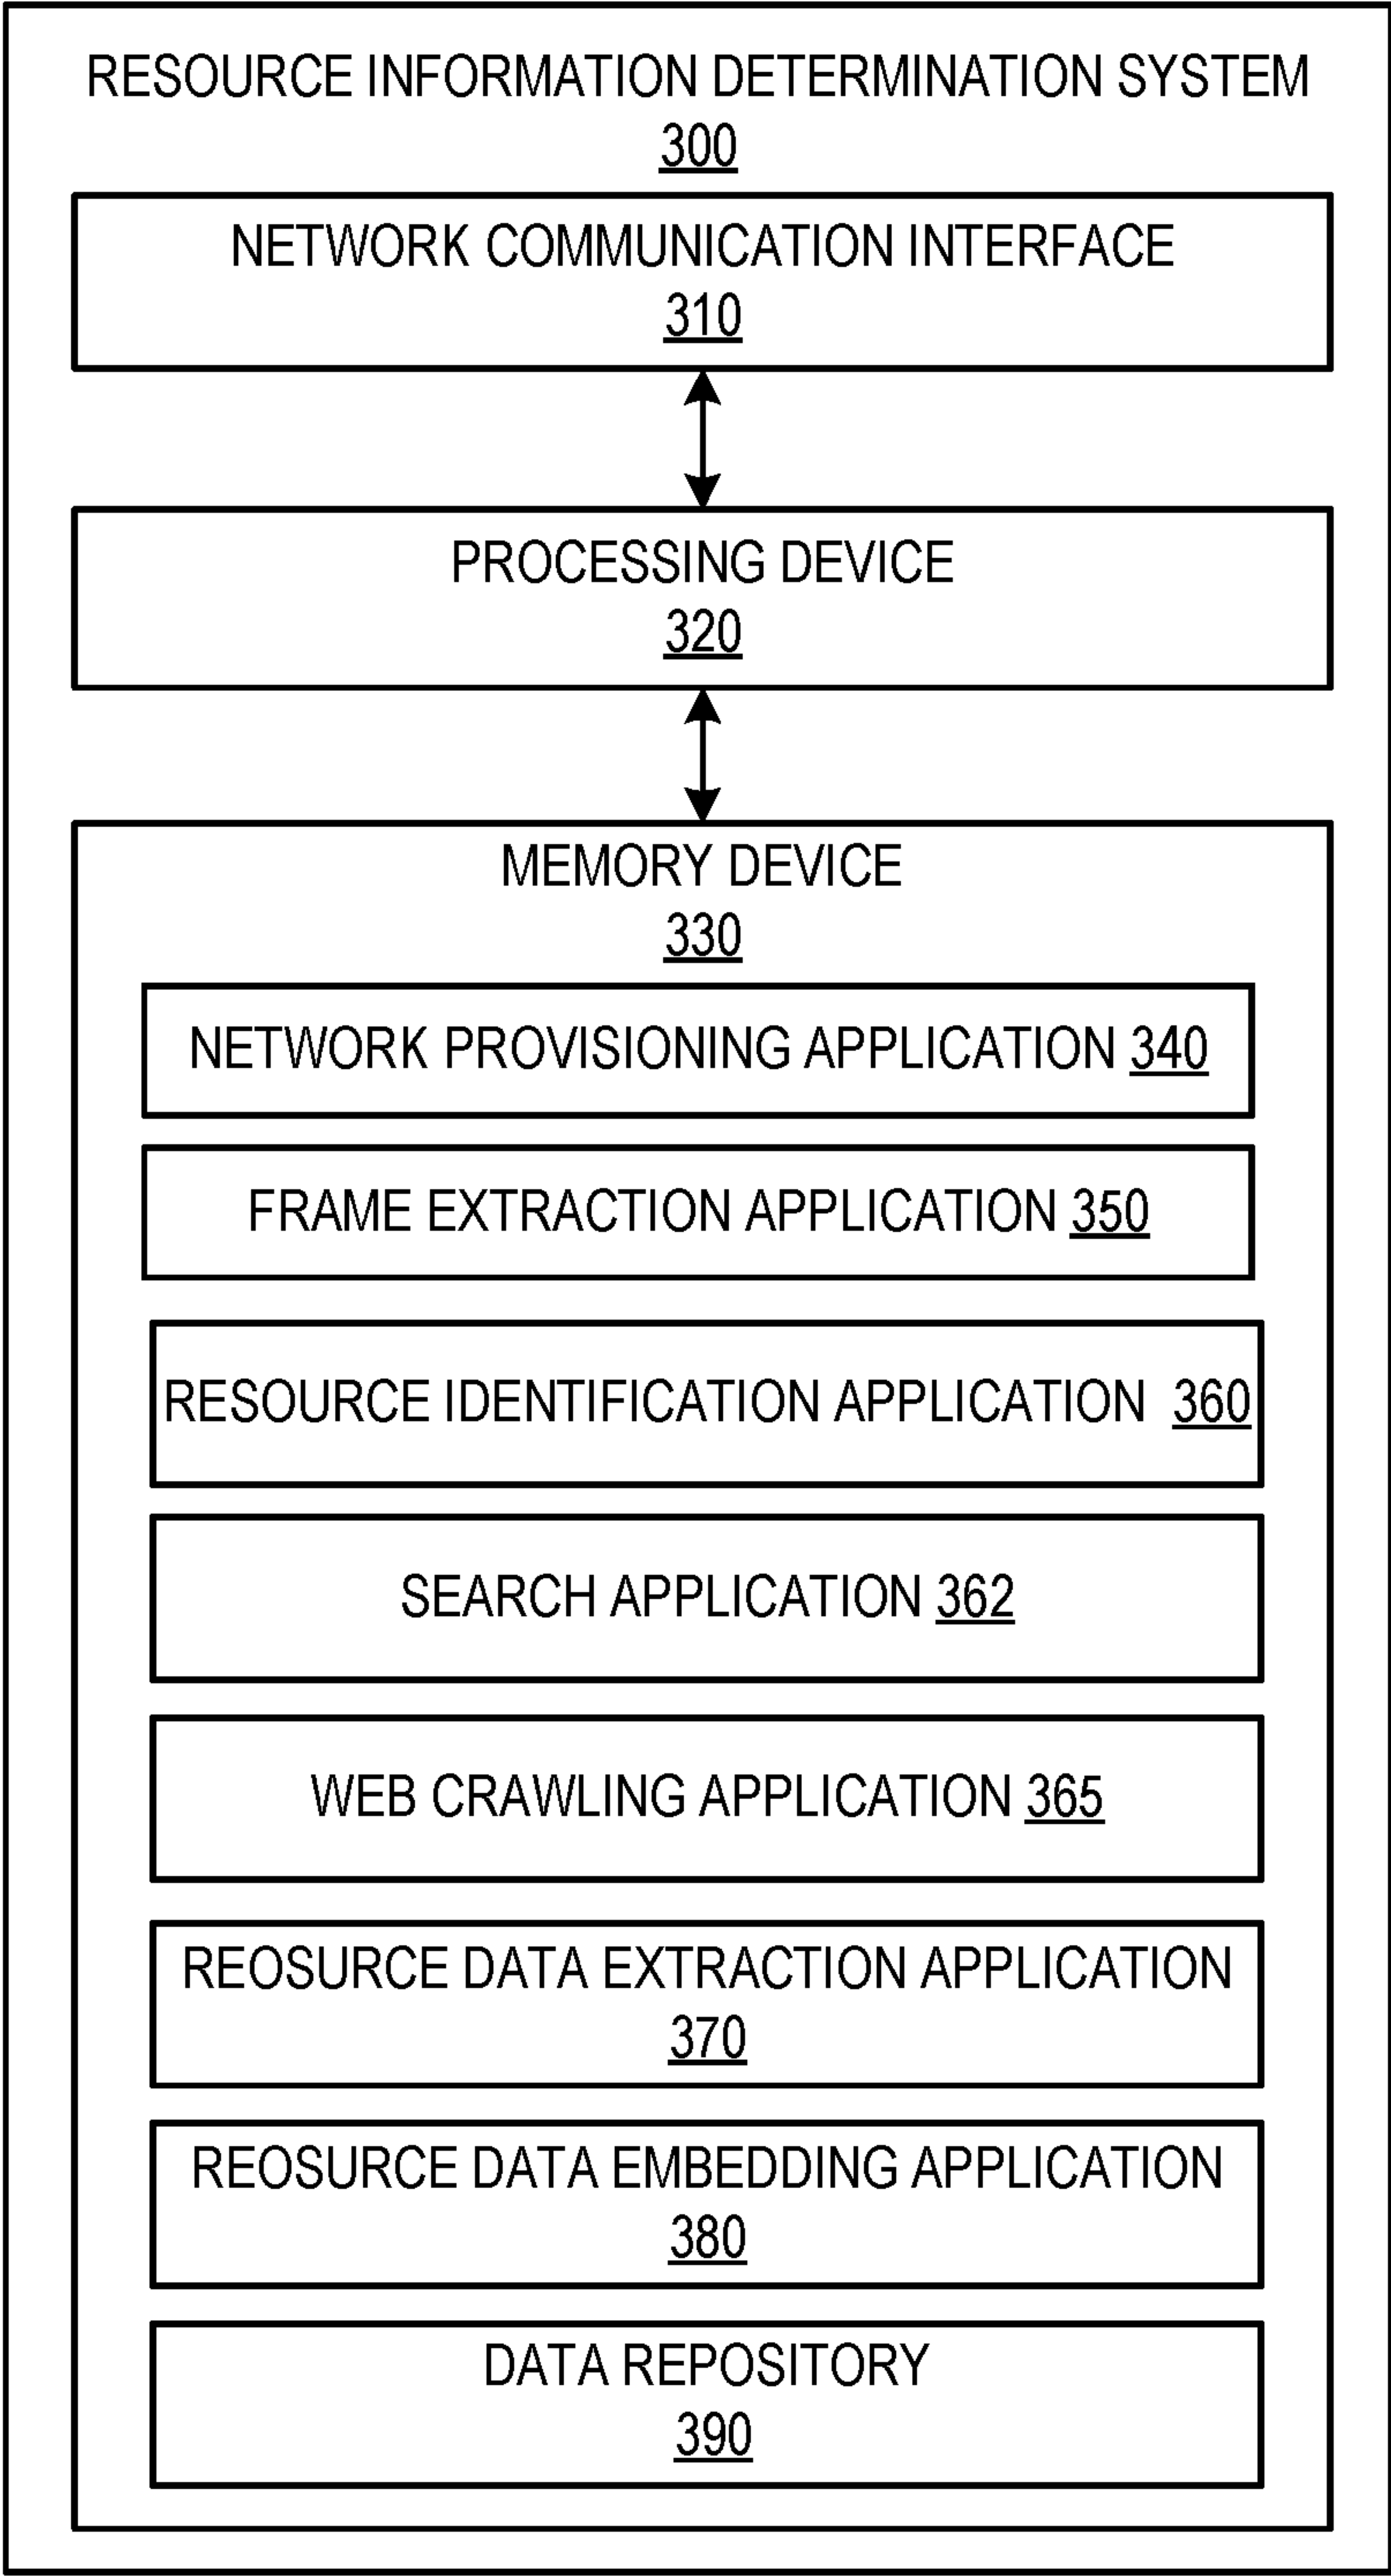 RESOURCE INFORMATION DETERMINATION SYSTEM
300
NETWORK COMMUNICATION INTERFACE
310
PROCESSING DEVICE
320
MEMORY DEVICE
330
NETWORK PROVISIONING APPLICATION 340
FRAME EXTRACTION APPLICATION 350
RESOURCE IDENTIFICATION APPLICATION 360
SEARCH APPLICATION 362
WEB CRAWLING APPLICATION 365
REOSURCE DATA EXTRACTION APPLICATION
370
REOSURCE DATA EMBEDDING APPLICATION
380
DATA REPOSITORY
390